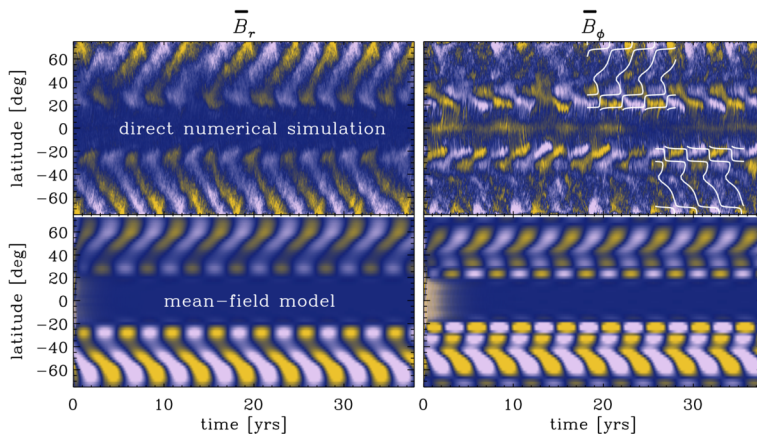 B̅r B̅ϕ
latitude [deg]
60
40
20
0
−20
−40
−60
direct numerical simulation
latitude [deg]
60
40
20
0
−20
−40
−60
mean−field model
0 10 20 30
0 10 20 30
time [yrs] time [yrs]